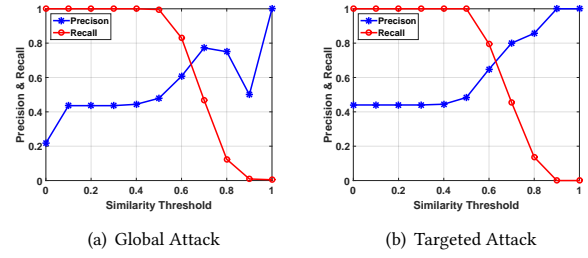 1
0.8
0.6
0.4
0.2
0
Precision & Recall
Precison
Recall
0 0.2 0.4 0.6 0.8 1
Similarity Threshold
(a) Global Attack
1
0.8
0.6
0.4
0.2
0
Precision & Recall
Precison
Recall
0 0.2 0.4 0.6 0.8 1
Similarity Threshold
(b) Targeted Attack